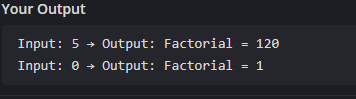 Your Output
Input: 5 → Output: Factorial = 120
Input: 0 → Output: Factorial = 1